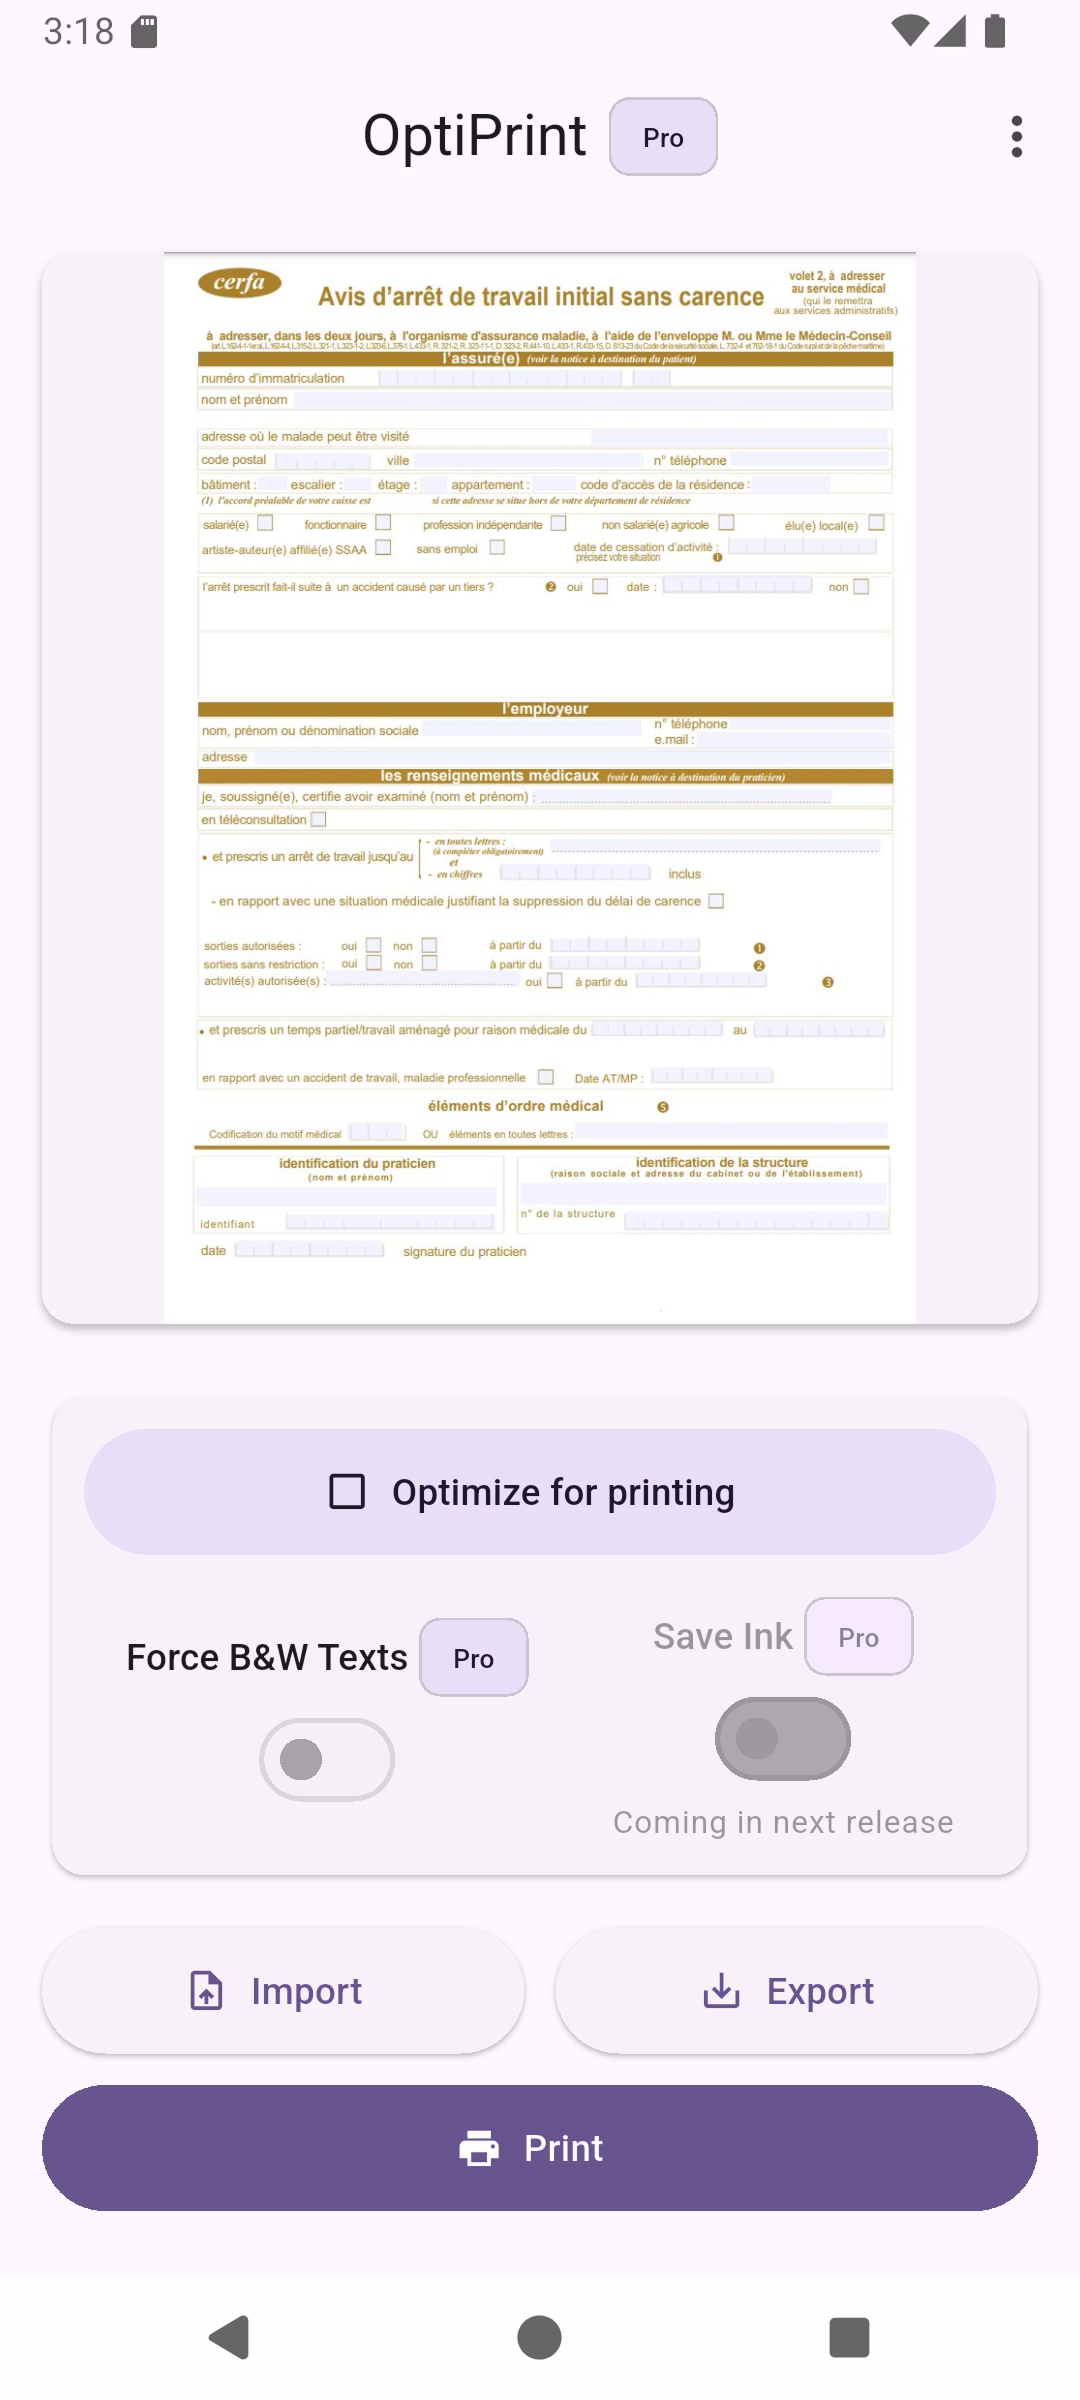 3:18
OptiPrint Pro
cerfa
Avis d'arrêt de travail initial sans carence
volet 2, à adresser
au service médical
(qui le remettra
aux services administratifs)
à adresser, dans les deux jours, à l'organisme d'assurance maladie, à l'aide de l'enveloppe M. ou Mme le Médecin-Conseil
l'assuré(e) (voir la notice à destination du patient)
numéro d'immatriculation
nom et prénom
adresse où le malade peut être visité
code postal ville n° téléphone
bâtiment : escalier : étage : appartement : code d'accès de la résidence :
(1) l'accord préalable de votre caisse est si cette adresse se situe hors de votre département de résidence
salarié(e) fonctionnaire profession indépendante non salarié(e) agricole élu(e) local(e)
artiste-auteur(e) affilié(e) SSAA sans emploi date de cessation d'activité :
précisez votre situation 1
l'arrêt prescrit fait-il suite à un accident causé par un tiers ? 2 oui date : non
l'employeur
nom, prénom ou dénomination sociale n° téléphone
e.mail :
adresse
les renseignements médicaux (voir la notice à destination du praticien)
je, soussigné(e), certifie avoir examiné (nom et prénom) :
en téléconsultation
• et prescris un arrêt de travail jusqu'au - en toutes lettres :
(à compléter obligatoirement)
et
- en chiffres inclus
- en rapport avec une situation médicale justifiant la suppression du délai de carence
sorties autorisées : oui non à partir du 1
sorties sans restriction : oui non à partir du 2
activité(s) autorisée(s) : oui à partir du 3
• et prescris un temps partiel/travail aménagé pour raison médicale du au
en rapport avec un accident de travail, maladie professionnelle Date AT/MP :
éléments d'ordre médical 5
Codification du motif médical OU éléments en toutes lettres :
identification du praticien
(nom et prénom)
identifiant
identification de la structure
(raison sociale et adresse du cabinet ou de l'établissement)
n° de la structure
date signature du praticien
Optimize for printing
Force B&W Texts Pro
Save Ink Pro
Coming in next release
Import
Export
Print